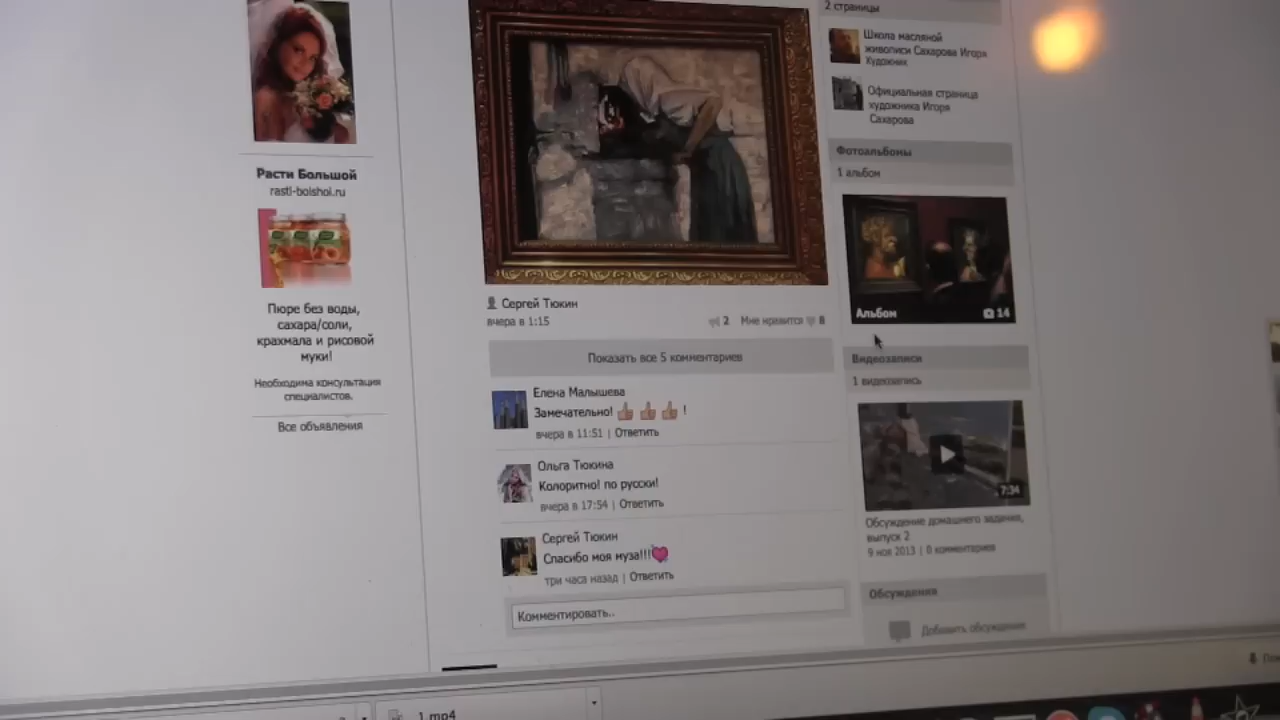 Расти Большой
rasti-bolshoi.ru
Пюре без воды,
сахара/соли,
крахмала и рисовой
муки!
Необходима консультация
специалистов.
Все объявления
Сергей Тюкин
вчера в 1:15
2 Мне нравится 8
Показать все 5 комментариев
Елена Малышева
Замечательно! !
вчера в 11:51 | Ответить
Ольга Тюкина
Колоритно! по русски!
вчера в 17:54 | Ответить
Сергей Тюкин
Спасибо моя муза!!!
три часа назад | Ответить
Комментировать..
2 страницы
Школа масляной
живописи Сахарова Игоря
Художник
Официальная страница
художника Игоря
Сахарова
Фотоальбомы
1 альбом
Альбом 14
Видеозаписи
1 видеозапись
7:34
Обсуждение домашнего задания,
выпуск 2
9 ноя 2013 | 0 комментариев
Обсуждения
Добавить обсуждение
1.mp4